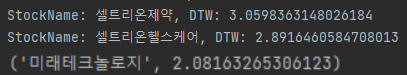 StockName: 셀트리온제약, DTW: 3.0598363148026184
StockName: 셀트리온헬스케어, DTW: 2.8916460584708013
('미래테크놀로지', 2.08163265306123)